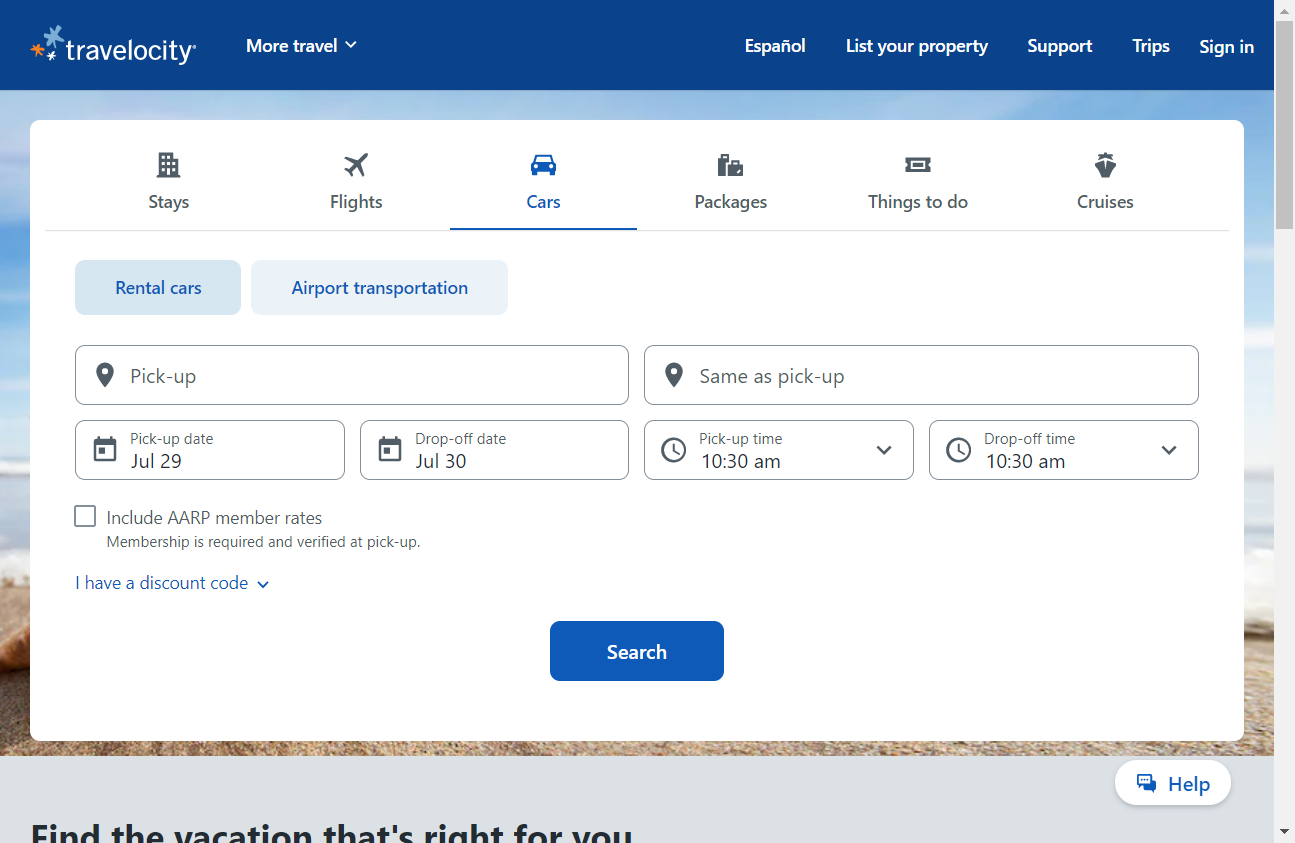 travelocity
More travel
Español
List your property
Support
Trips
Sign in
Stays
Flights
Cars
Packages
Things to do
Cruises
Rental cars
Airport transportation
Pick-up
Same as pick-up
Pick-up date
Jul 29
Drop-off date
Jul 30
Pick-up time
10:30 am
Drop-off time
10:30 am
Include AARP member rates
Membership is required and verified at pick-up.
I have a discount code
Search
Help
Find the vacation that's right for you